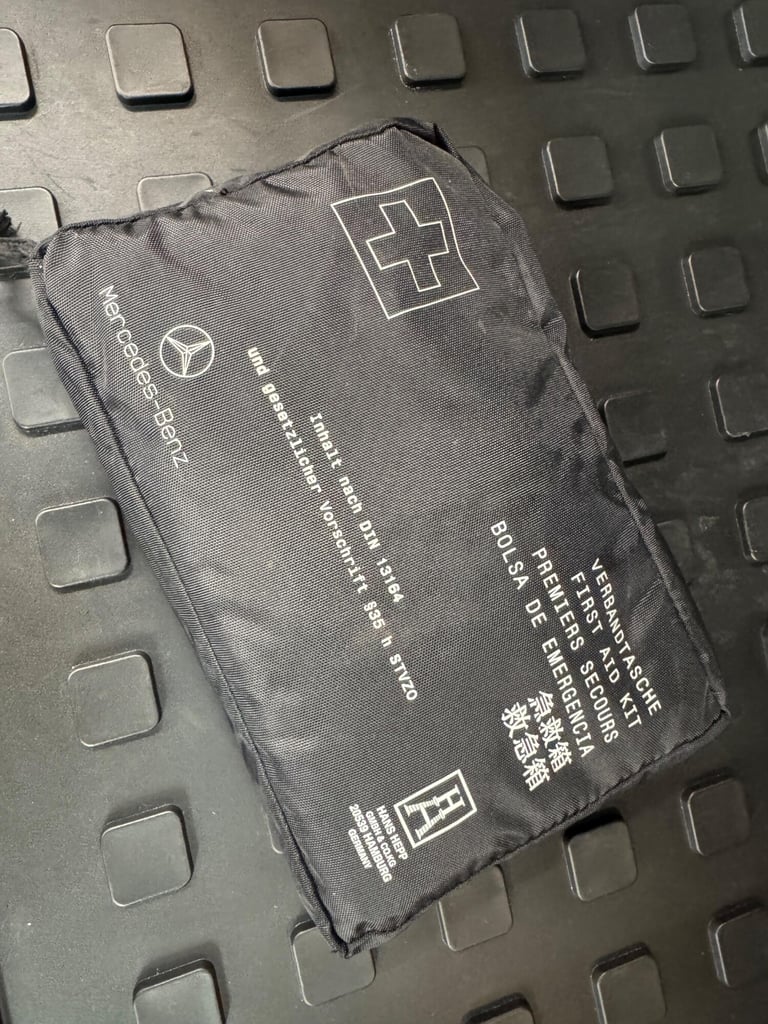 VERBANDTASCHE
FIRST AID KIT
PREMIERS SECOURS
BOLSA DE EMERGENCIA
急救箱
救急箱
Inhalt nach DIN 13164
und gesetzlicher Vorschrift §35 h STVZO
Mercedes-Benz
HH
HANS HEPP
GMBH & CO.KG
20539 HAMBURG
GERMANY